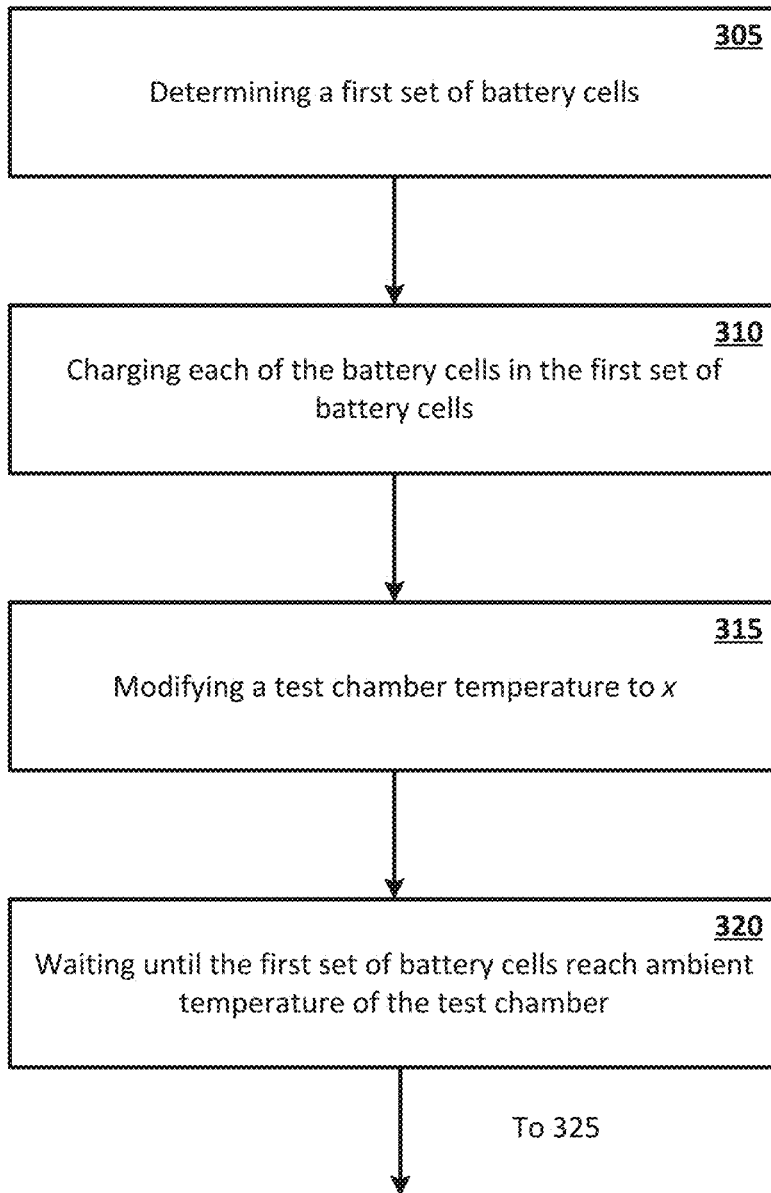 305
Determining a first set of battery cells
310
Charging each of the battery cells in the first set of
battery cells
315
Modifying a test chamber temperature to x
320
Waiting until the first set of battery cells reach ambient
temperature of the test chamber
To 325